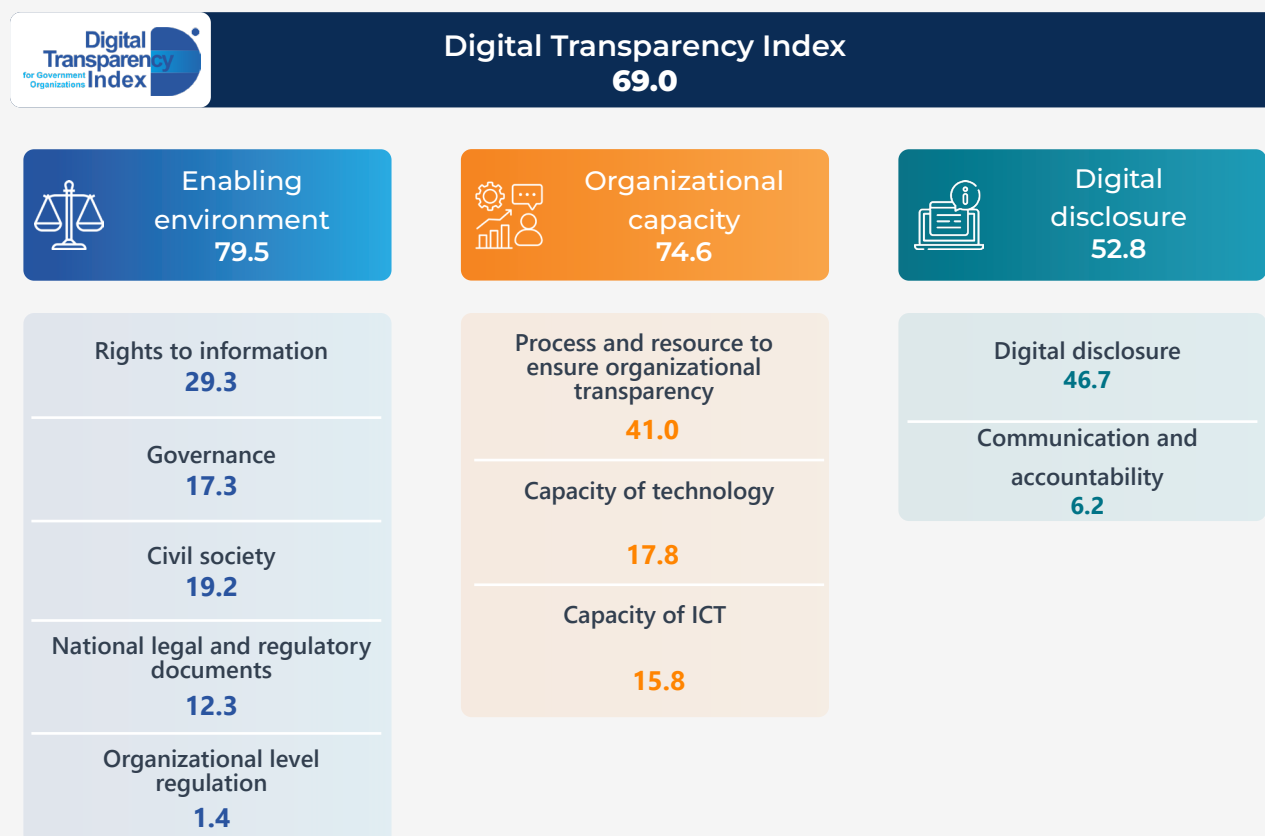 Digital
Transparency
for Government
Organizations Index
Digital Transparency Index
69.0
Enabling
environment
79.5
Rights to information
29.3
Governance
17.3
Civil society
19.2
National legal and regulatory
documents
12.3
Organizational level
regulation
1.4
Organizational
capacity
74.6
Process and resource to
ensure organizational
transparency
41.0
Capacity of technology
17.8
Capacity of ICT
15.8
Digital
disclosure
52.8
Digital disclosure
46.7
Communication and
accountability
6.2